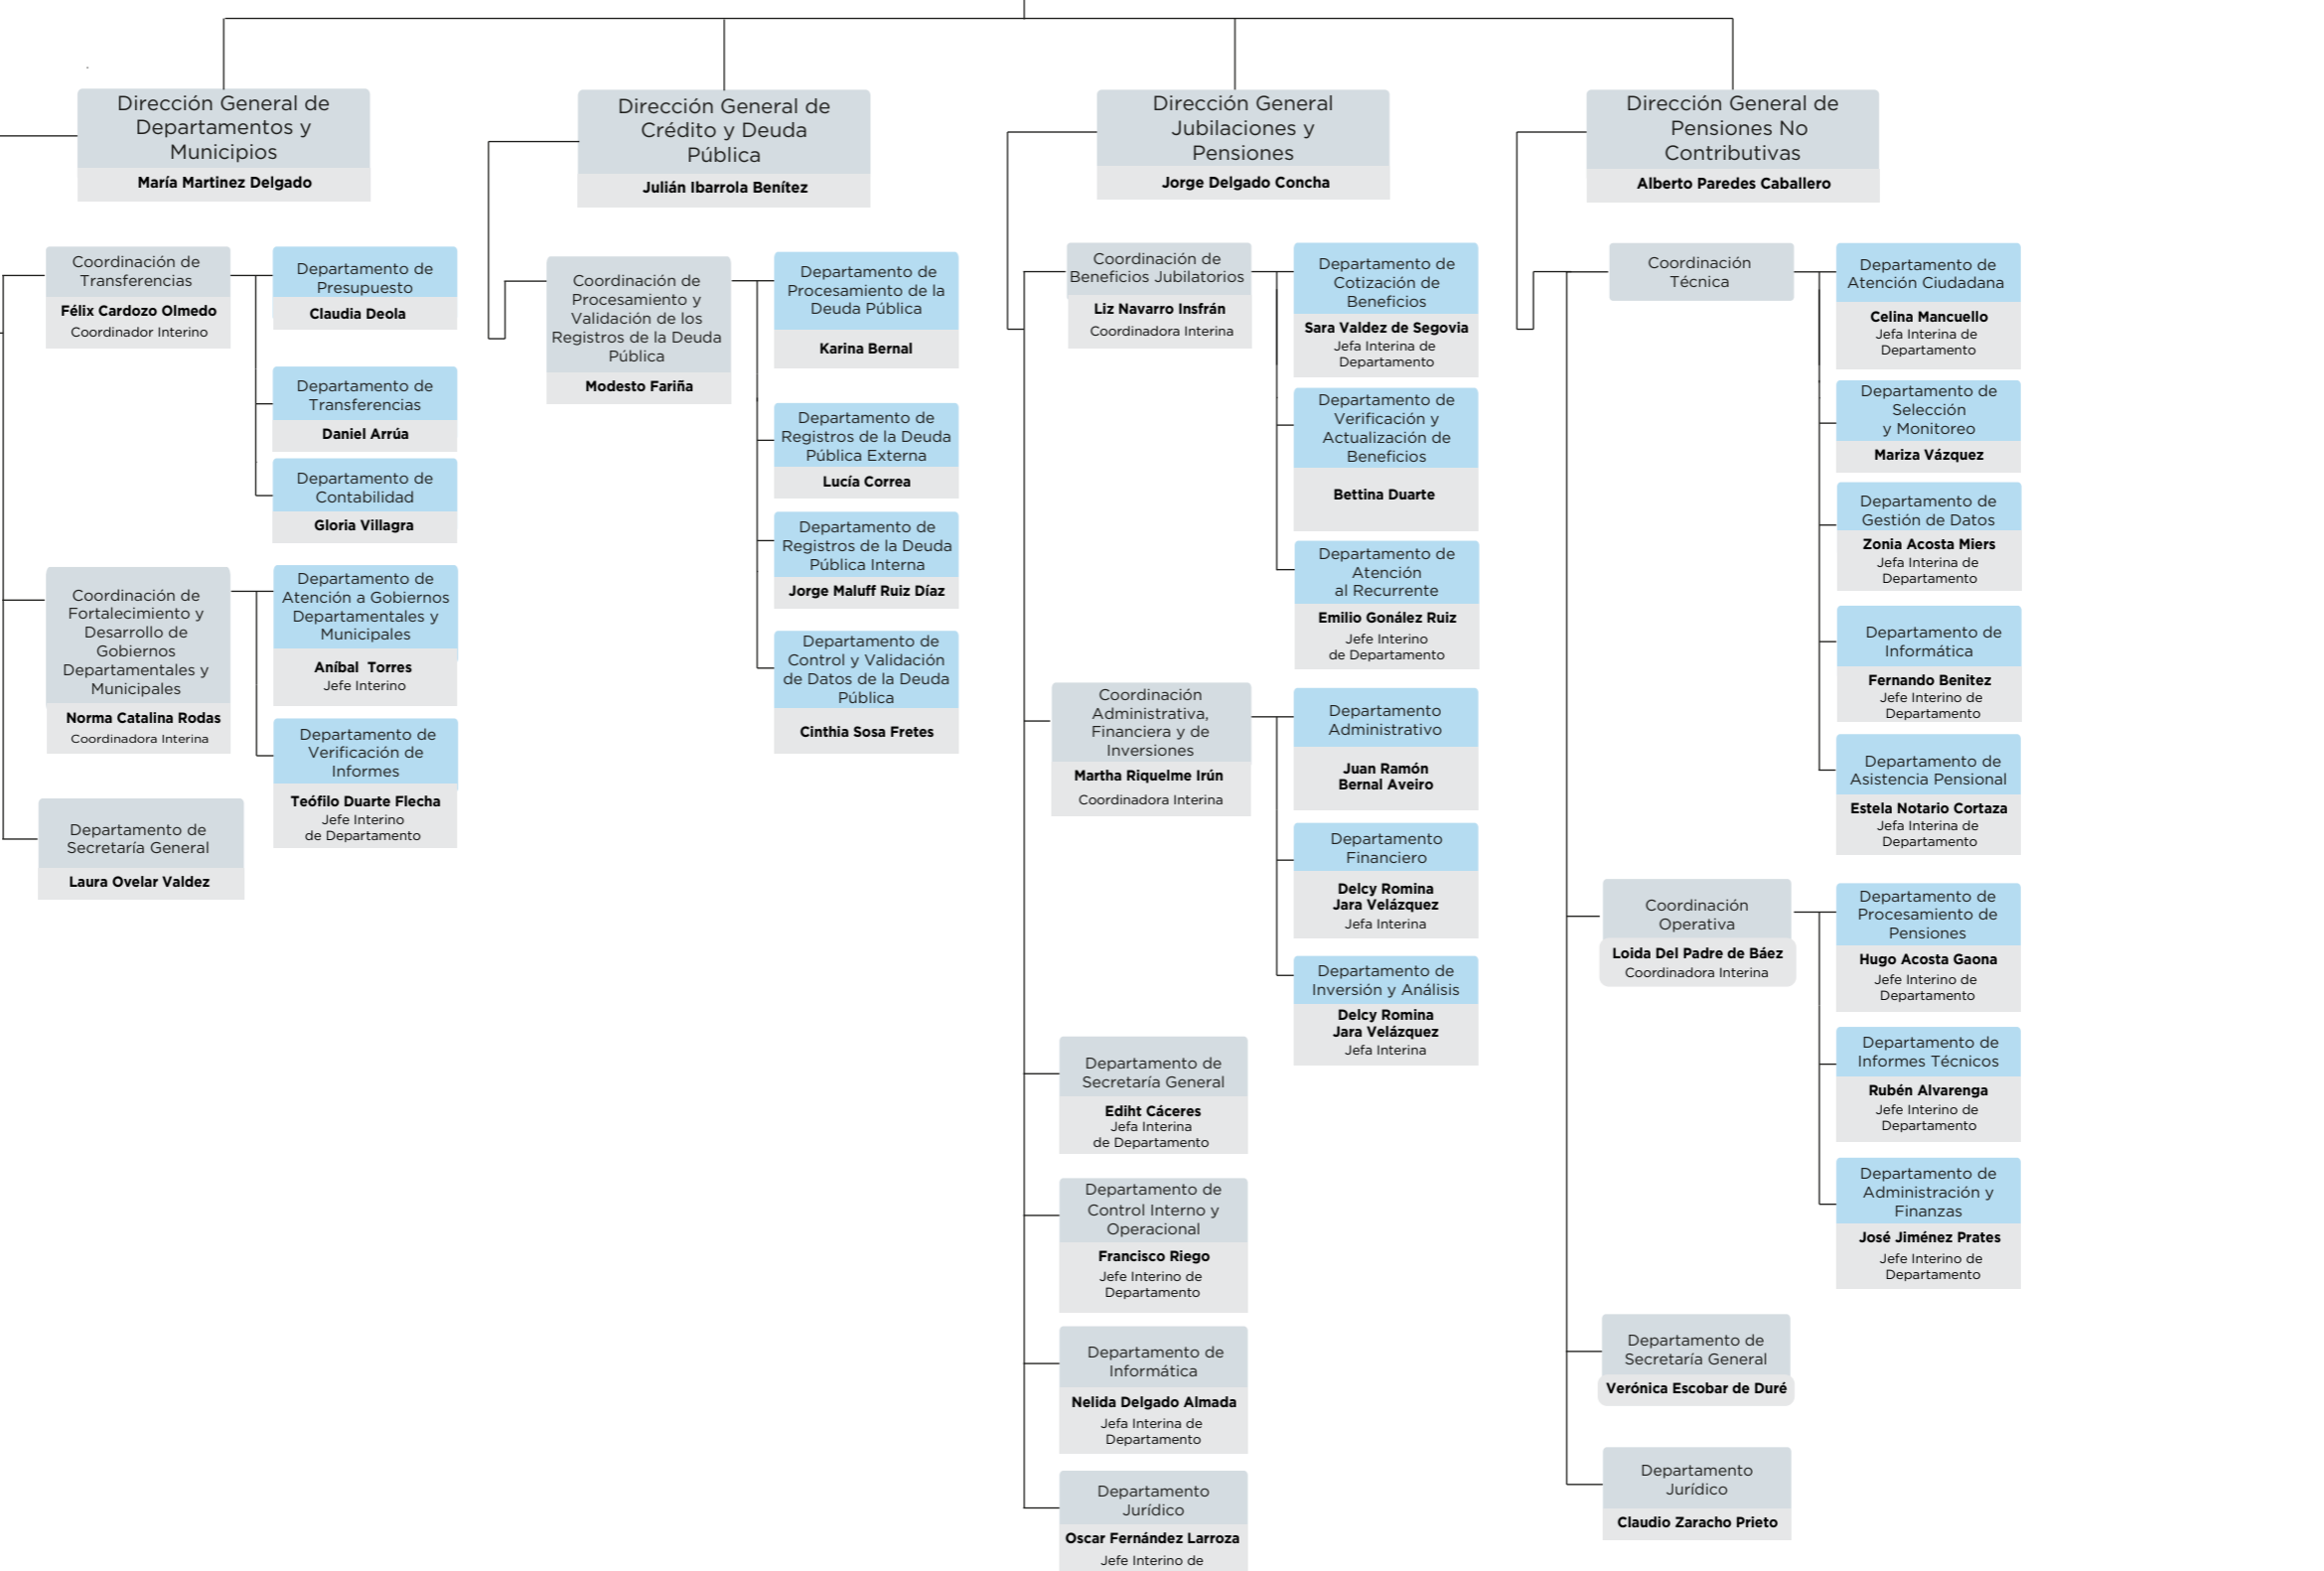 Dirección General de
Departamentos y
Municipios
María Martinez Delgado
Coordinación de
Transferencias
Félix Cardozo Olmedo
Coordinador Interino
Departamento de
Presupuesto
Claudia Deola
Departamento de
Transferencias
Daniel Arrúa
Departamento de
Contabilidad
Gloria Villagra
Coordinación de
Fortalecimiento y
Desarrollo de
Gobiernos
Departamentales y
Municipales
Norma Catalina Rodas
Coordinadora Interina
Departamento de
Atención a Gobiernos
Departamentales y
Municipales
Aníbal Torres
Jefe Interino
Departamento de
Verificación de
Informes
Teófilo Duarte Flecha
Jefe Interino
de Departamento
Departamento de
Secretaría General
Laura Ovelar Valdez
Dirección General de
Crédito y Deuda
Pública
Julián Ibarrola Benítez
Coordinación de
Procesamiento y
Validación de los
Registros de la Deuda
Pública
Modesto Fariña
Departamento de
Procesamiento de la
Deuda Pública
Karina Bernal
Departamento de
Registros de la Deuda
Pública Externa
Lucía Correa
Departamento de
Registros de la Deuda
Pública Interna
Jorge Maluff Ruiz Díaz
Departamento de
Control y Validación
de Datos de la Deuda
Pública
Cinthia Sosa Fretes
Dirección General
Jubilaciones y
Pensiones
Jorge Delgado Concha
Coordinación de
Beneficios Jubilatorios
Liz Navarro Insfrán
Coordinadora Interina
Departamento de
Cotización de
Beneficios
Sara Valdez de Segovia
Jefa Interina de
Departamento
Departamento de
Verificación y
Actualización de
Beneficios
Bettina Duarte
Departamento de
Atención
al Recurrente
Emilio Gonález Ruiz
Jefe Interino
de Departamento
Coordinación
Administrativa,
Financiera y de
Inversiones
Martha Riquelme Irún
Coordinadora Interina
Departamento
Administrativo
Juan Ramón
Bernal Aveiro
Departamento
Financiero
Delcy Romina
Jara Velázquez
Jefa Interina
Departamento de
Inversión y Análisis
Delcy Romina
Jara Velázquez
Jefa Interina
Departamento de
Secretaría General
Ediht Cáceres
Jefa Interina
de Departamento
Departamento de
Control Interno y
Operacional
Francisco Riego
Jefe Interino de
Departamento
Departamento de
Informática
Nelida Delgado Almada
Jefa Interina de
Departamento
Departamento
Jurídico
Oscar Fernández Larroza
Jefe Interino de
Dirección General de
Pensiones No
Contributivas
Alberto Paredes Caballero
Coordinación
Técnica
Departamento de
Atención Ciudadana
Celina Mancuello
Jefa Interina de
Departamento
Departamento de
Selección
y Monitoreo
Mariza Vázquez
Departamento de
Gestión de Datos
Zonia Acosta Miers
Jefa Interina de
Departamento
Departamento de
Informática
Fernando Benitez
Jefe Interino de
Departamento
Departamento de
Asistencia Pensional
Estela Notario Cortaza
Jefa Interina de
Departamento
Coordinación
Operativa
Loida Del Padre de Báez
Coordinadora Interina
Departamento de
Procesamiento de
Pensiones
Hugo Acosta Gaona
Jefe Interino de
Departamento
Departamento de
Informes Técnicos
Rubén Alvarenga
Jefe Interino de
Departamento
Departamento de
Administración y
Finanzas
José Jiménez Prates
Jefe Interino de
Departamento
Departamento de
Secretaría General
Verónica Escobar de Duré
Departamento
Jurídico
Claudio Zaracho Prieto